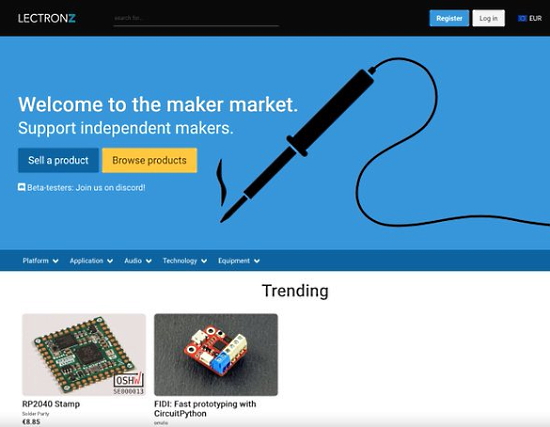 LECTRONZ
search for...
Register
Log in
EUR
Welcome to the maker market.
Support independent makers.
Sell a product
Browse products
Beta-testers: Join us on discord!
Platform
Application
Audio
Technology
Equipment
Trending
OSHW
SE000013
RP2040 Stamp
FIDI: Fast prototyping with
CircuitPython
Solder Party
€8.85